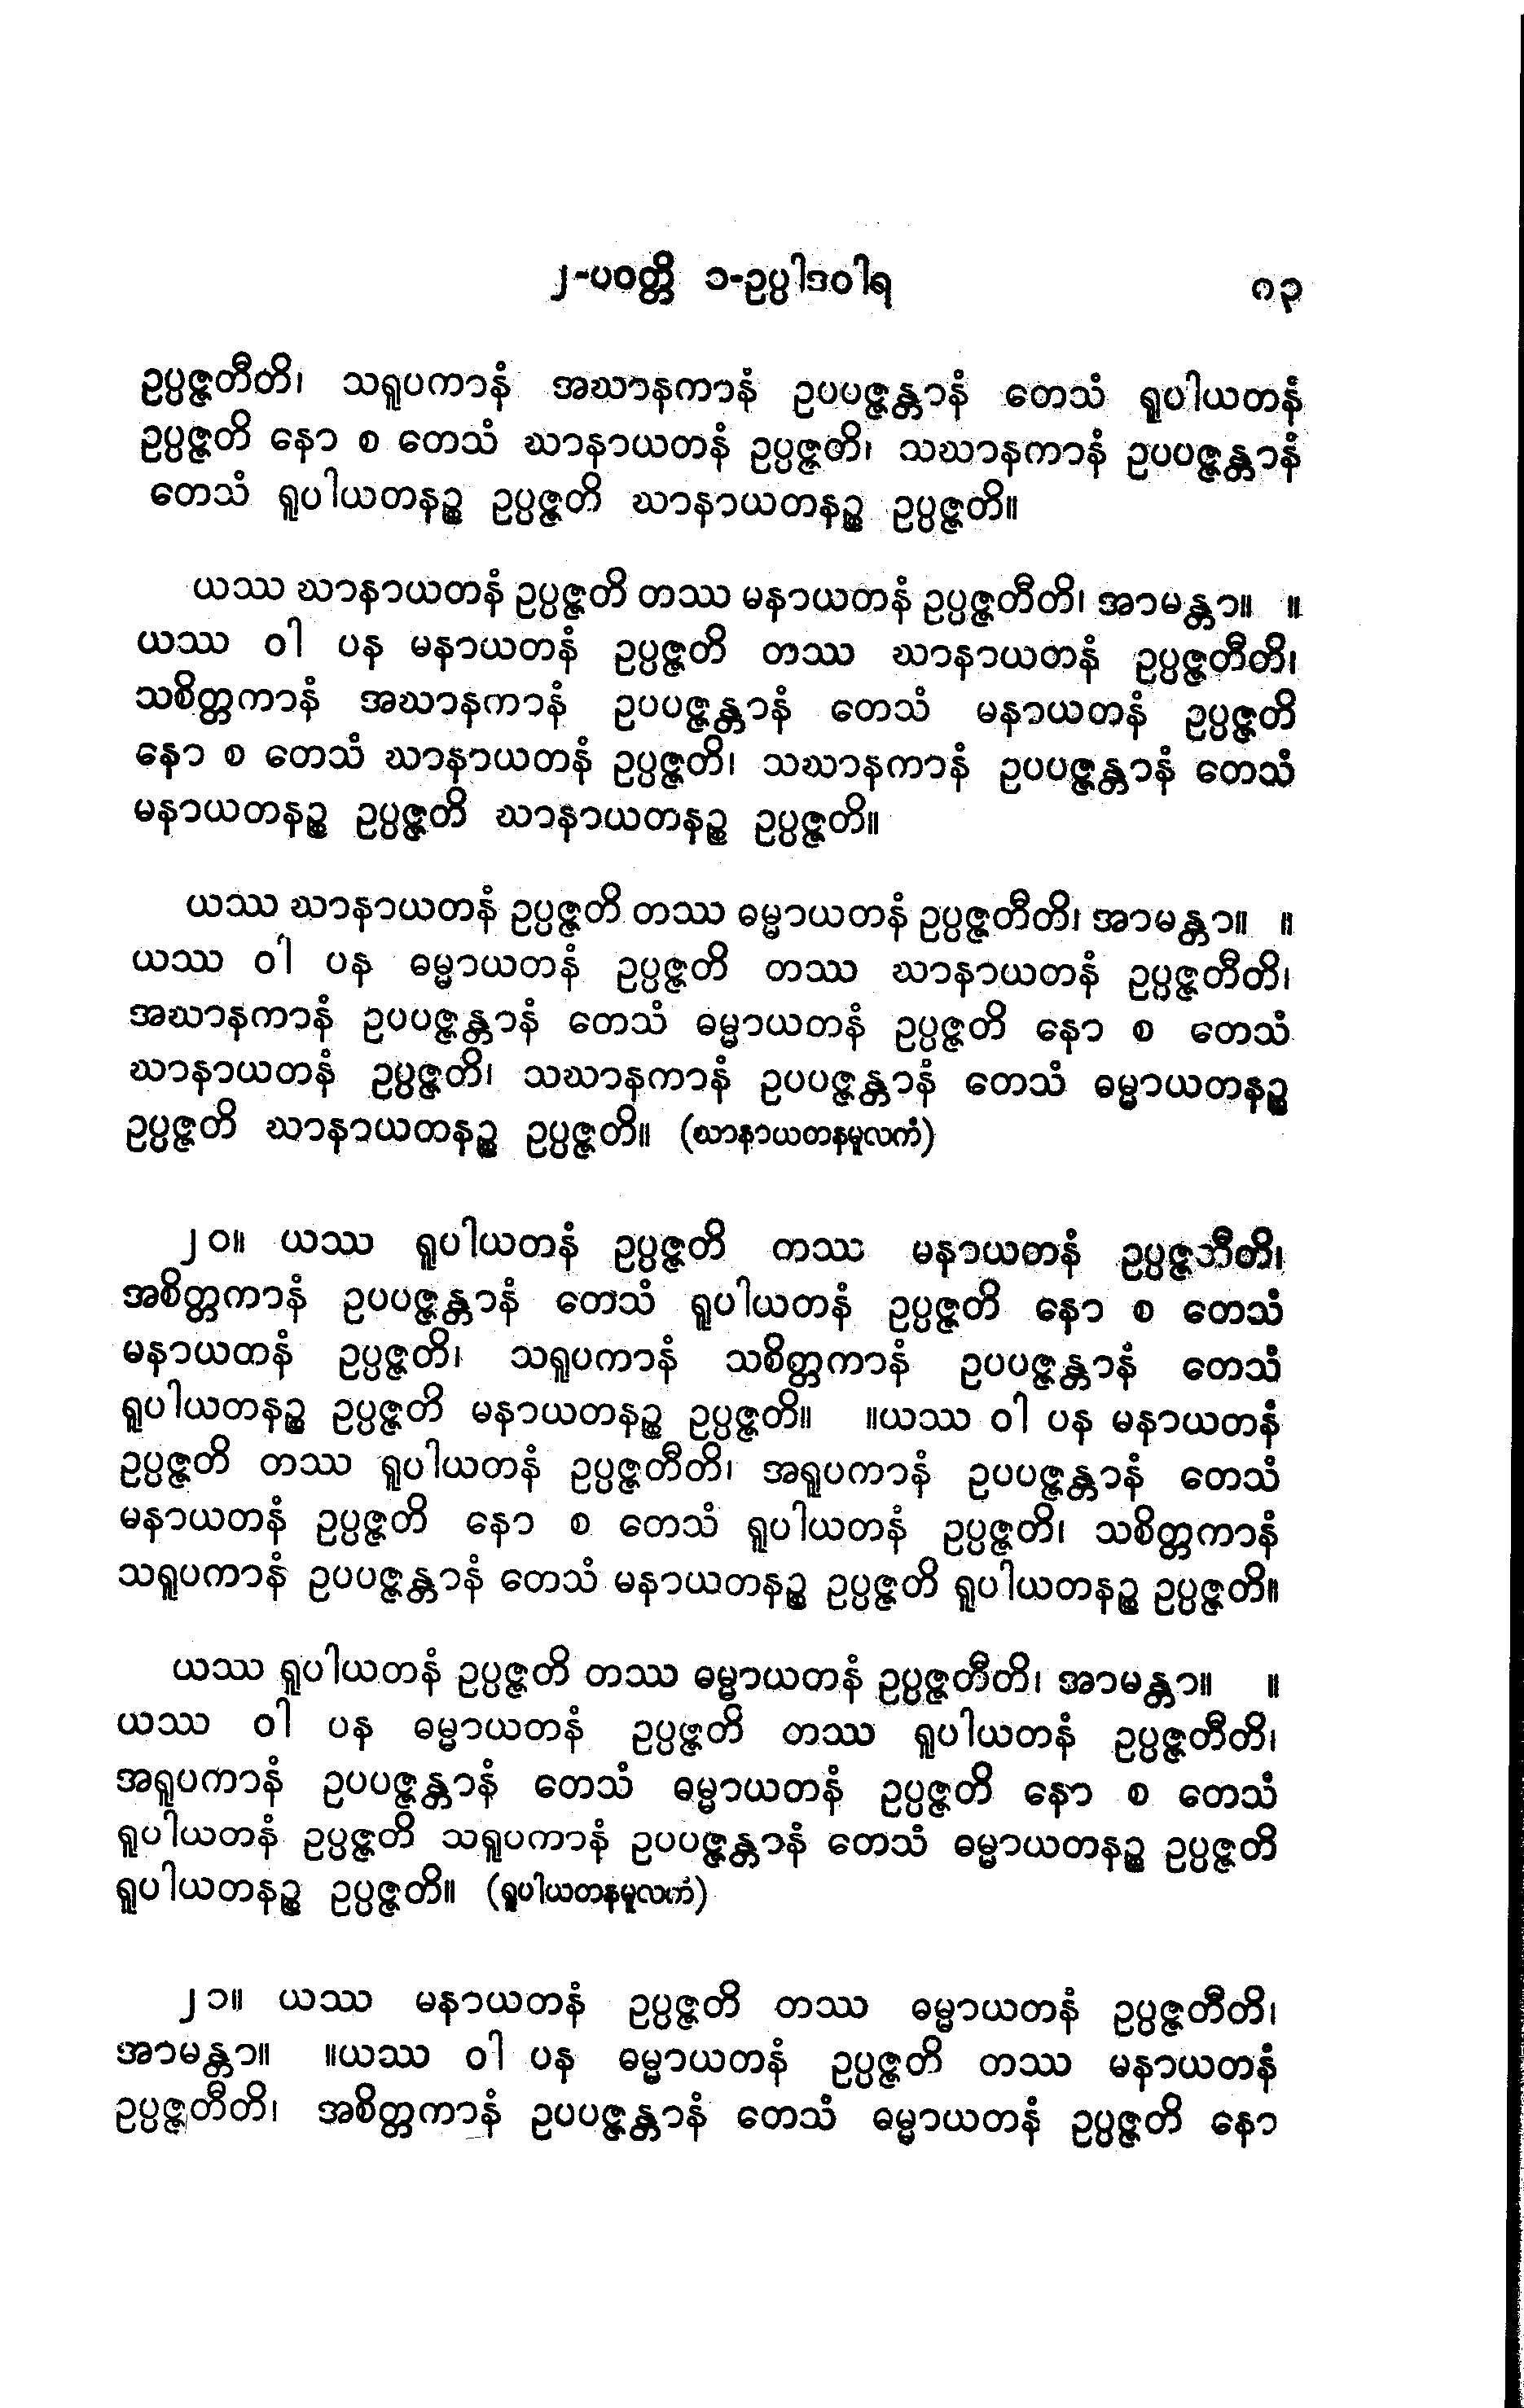 ၂-ပဝတ္တိ ၁-ဥပ္ပါဒဝါရ ၈၃
ဥပ္ပဇ္ဇတီတိ၊ သရူပကာနံ အဃာနကာနံ ဥပပဇ္ဇန္တာနံ တေသံ ရူပါယတနံ
ဥပ္ပဇ္ဇတိ နော စ တေသံ ဃာနာယတနံ ဥပ္ပဇ္ဇတိ၊ သဃာနကာနံ ဥပပဇ္ဇန္တာနံ
တေသံ ရူပါယတနဉ္စ ဥပ္ပဇ္ဇတိ ဃာနာယတနဉ္စ ဥပ္ပဇ္ဇတိ။
ယဿ ဃာနာယတနံ ဥပ္ပဇ္ဇတိ တဿ မနာယတနံ ဥပ္ပဇ္ဇတီတိ၊ အာမန္တာ။ ။
ယဿ ဝါ ပန မနာယတနံ ဥပ္ပဇ္ဇတိ တဿ ဃာနာယတနံ ဥပ္ပဇ္ဇတီတိ၊
သစိတ္တကာနံ အဃာနကာနံ ဥပပဇ္ဇန္တာနံ တေသံ မနာယတနံ ဥပ္ပဇ္ဇတိ
နော စ တေသံ ဃာနာယတနံ ဥပ္ပဇ္ဇတိ၊ သဃာနကာနံ ဥပပဇ္ဇန္တာနံ တေသံ
မနာယတနဉ္စ ဥပ္ပဇ္ဇတိ ဃာနာယတနဉ္စ ဥပ္ပဇ္ဇတိ။
ယဿ ဃာနာယတနံ ဥပ္ပဇ္ဇတိ တဿ ဓမ္မာယတနံ ဥပ္ပဇ္ဇတီတိ၊ အာမန္တာ။ ။
ယဿ ဝါ ပန ဓမ္မာယတနံ ဥပ္ပဇ္ဇတိ တဿ ဃာနာယတနံ ဥပ္ပဇ္ဇတီတိ၊
အဃာနကာနံ ဥပပဇ္ဇန္တာနံ တေသံ ဓမ္မာယတနံ ဥပ္ပဇ္ဇတိ နော စ တေသံ
ဃာနာယတနံ ဥပ္ပဇ္ဇတိ၊ သဃာနကာနံ ဥပပဇ္ဇန္တာနံ တေသံ ဓမ္မာယတနဉ္စ
ဥပ္ပဇ္ဇတိ ဃာနာယတနဉ္စ ဥပ္ပဇ္ဇတိ။ (ဃာနာယတနမူလကံ)
၂၀။ ယဿ ရူပါယတနံ ဥပ္ပဇ္ဇတိ တဿ မနာယတနံ ဥပ္ပဇ္ဇတီတိ၊
အစိတ္တကာနံ ဥပပဇ္ဇန္တာနံ တေသံ ရူပါယတနံ ဥပ္ပဇ္ဇတိ နော စ တေသံ
မနာယတနံ ဥပ္ပဇ္ဇတိ၊ သရူပကာနံ သစိတ္တကာနံ ဥပပဇ္ဇန္တာနံ တေသံ
ရူပါယတနဉ္စ ဥပ္ပဇ္ဇတိ မနာယတနဉ္စ ဥပ္ပဇ္ဇတိ။ ။ယဿ ဝါ ပန မနာယတနံ
ဥပ္ပဇ္ဇတိ တဿ ရူပါယတနံ ဥပ္ပဇ္ဇတီတိ၊ အရူပကာနံ ဥပပဇ္ဇန္တာနံ တေသံ
မနာယတနံ ဥပ္ပဇ္ဇတိ နော စ တေသံ ရူပါယတနံ ဥပ္ပဇ္ဇတိ၊ သစိတ္တကာနံ
သရူပကာနံ ဥပပဇ္ဇန္တာနံ တေသံ မနာယတနဉ္စ ဥပ္ပဇ္ဇတိ ရူပါယတနဉ္စ ဥပ္ပဇ္ဇတိ။
ယဿ ရူပါယတနံ ဥပ္ပဇ္ဇတိ တဿ ဓမ္မာယတနံ ဥပ္ပဇ္ဇတီတိ၊ အာမန္တာ။ ။
ယဿ ဝါ ပန ဓမ္မာယတနံ ဥပ္ပဇ္ဇတိ တဿ ရူပါယတနံ ဥပ္ပဇ္ဇတီတိ၊
အရူပကာနံ ဥပပဇ္ဇန္တာနံ တေသံ ဓမ္မာယတနံ ဥပ္ပဇ္ဇတိ နော စ တေသံ
ရူပါယတနံ ဥပ္ပဇ္ဇတိ သရူပကာနံ ဥပပဇ္ဇန္တာနံ တေသံ ဓမ္မာယတနဉ္စ ဥပ္ပဇ္ဇတိ
ရူပါယတနဉ္စ ဥပ္ပဇ္ဇတိ။ (ရူပါယတနမူလကံ)
၂၁။ ယဿ မနာယတနံ ဥပ္ပဇ္ဇတိ တဿ ဓမ္မာယတနံ ဥပ္ပဇ္ဇတီတိ၊
အာမန္တာ။ ။ယဿ ဝါ ပန ဓမ္မာယတနံ ဥပ္ပဇ္ဇတိ တဿ မနာယတနံ
ဥပ္ပဇ္ဇတီတိ၊ အစိတ္တကာနံ ဥပပဇ္ဇန္တာနံ တေသံ ဓမ္မာယတနံ ဥပ္ပဇ္ဇတိ နော